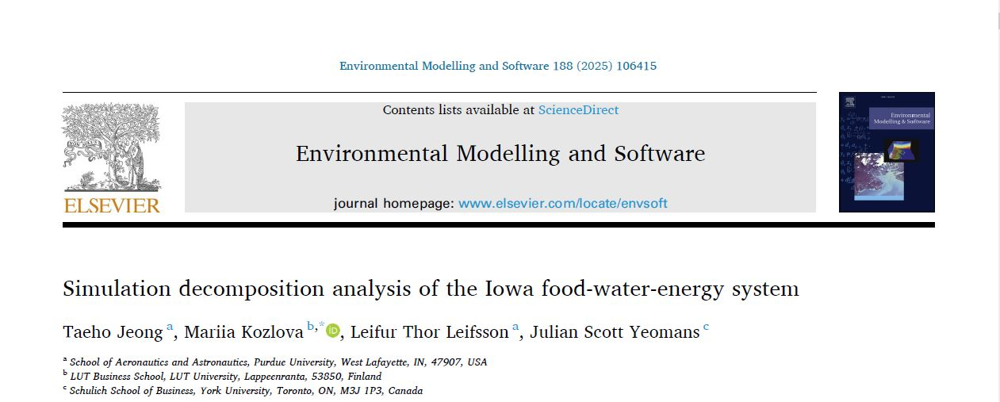 Environmental Modelling and Software 188 (2025) 106415
Contents lists available at ScienceDirect
Environmental Modelling and Software
journal homepage: www.elsevier.com/locate/envsoft
ELSEVIER
Environmental
Modelling & Software
Simulation decomposition analysis of the Iowa food-water-energy system
Taeho Jeong a, Mariia Kozlova b,* iD, Leifur Thor Leifsson a, Julian Scott Yeomans c
a School of Aeronautics and Astronautics, Purdue University, West Lafayette, IN, 47907, USA
b LUT Business School, LUT University, Lappeenranta, 53850, Finland
c Schulich School of Business, York University, Toronto, ON, M3J 1P3, Canada